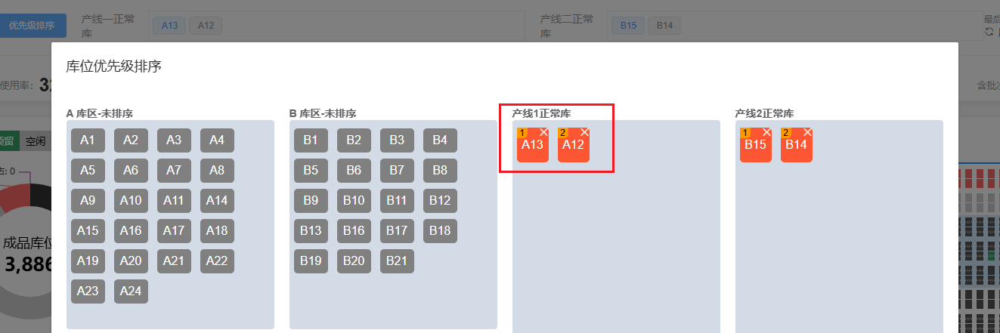 优先级排序
产线一正常
库
A13 A12
产线二正常
库
B15 B14
最后
库位优先级排序
使用率：
含批次
A 库区-未排序
A1 A2 A3 A4
A5 A6 A7 A8
A9 A10 A11 A14
A15 A16 A17 A18
A19 A20 A21 A22
A23 A24
B 库区-未排序
B1 B2 B3 B4
B5 B6 B7 B8
B9 B10 B11 B12
B13 B16 B17 B18
B19 B20 B21
产线1正常库
1 2
A13 A12
产线2正常库
1 2
B15 B14
预留 空闲
占: 0
成品库位
3,886